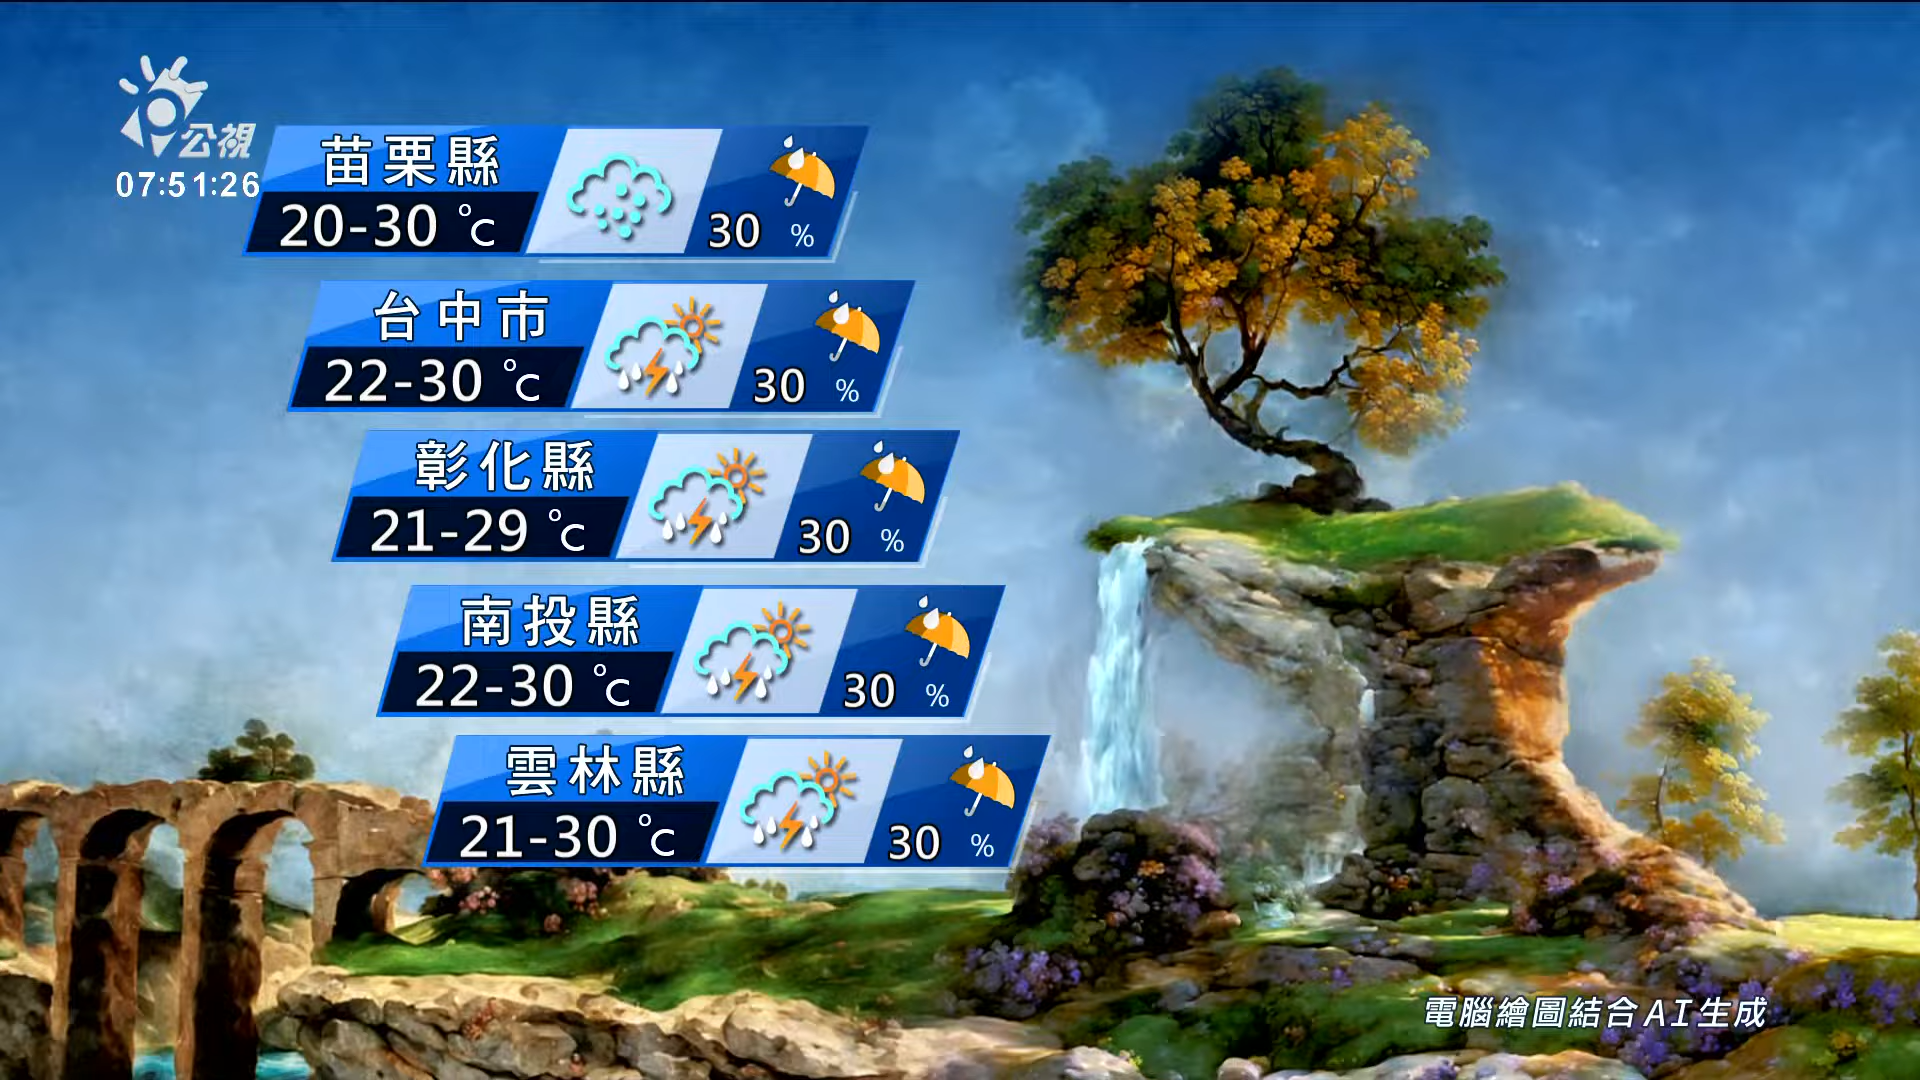 公視
07:51:26
苗栗縣
20-30 °C
30 %
台中市
22-30 °C
30 %
彰化縣
21-29 °C
30 %
南投縣
22-30 °C
30 %
雲林縣
21-30 °C
30 %
電腦繪圖結合AI生成